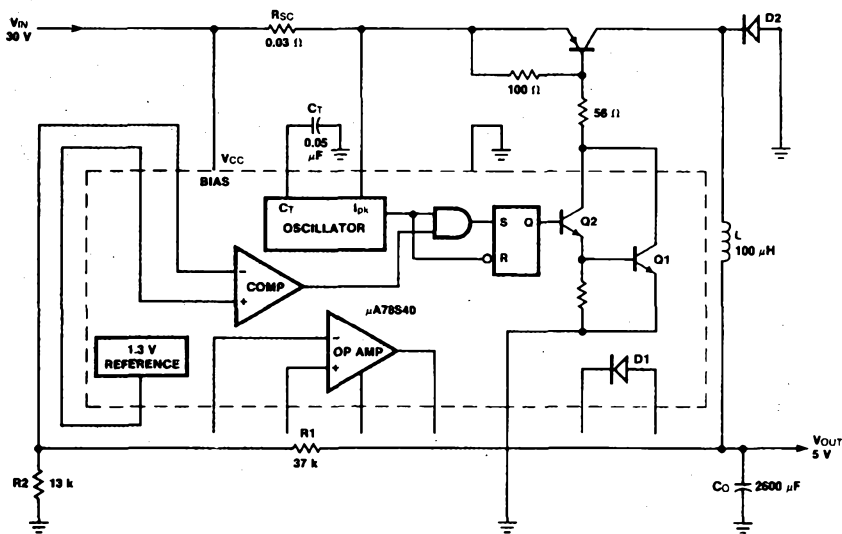 VIN
30 V
RSC
0.03 Ω
D2
100 Ω
56 Ω
CT
0.05
μF
VCC
BIAS
CT
Ipk
OSCILLATOR
S
Q
R
Q2
Q1
L
100 μH
−
COMP
+
μA78S40
1.3 V
REFERENCE
−
OP AMP
+
D1
R1
37 k
VOUT
5 V
R2
13 k
CO
2600 μF